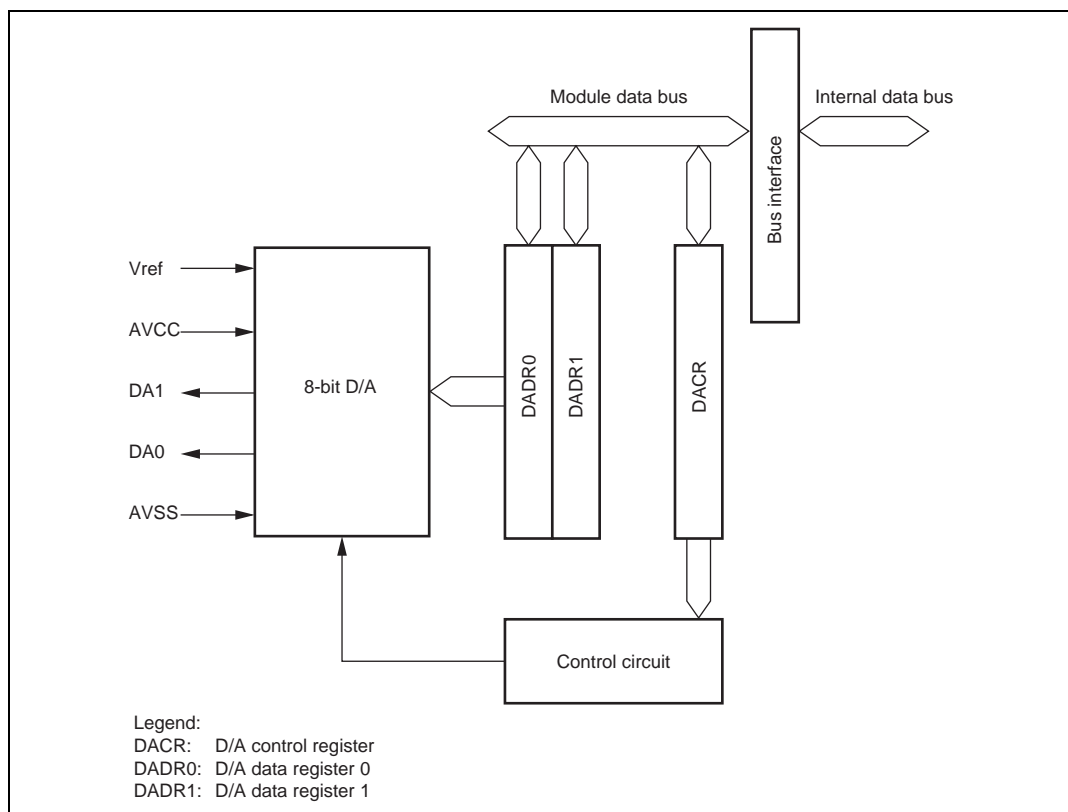 Module data bus
Internal data bus
Bus interface
Vref
AVCC
DA1
DA0
AVSS
8-bit D/A
DADR0
DADR1
DACR
Control circuit
Legend:
DACR: D/A control register
DADR0: D/A data register 0
DADR1: D/A data register 1